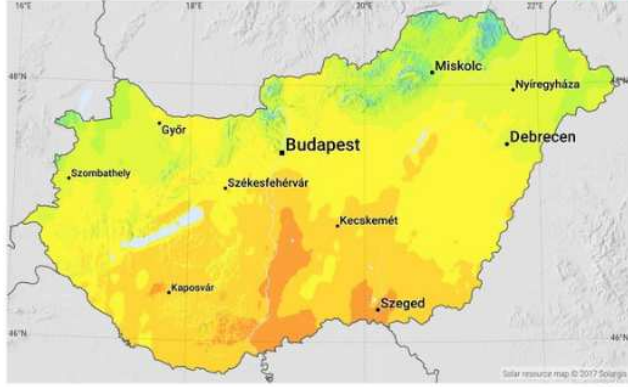 16°E
18°E
20°E
22°E
48°N
Miskolc
Nyíregyháza
Győr
Debrecen
Budapest
Szombathely
Székesfehérvár
Kecskemét
Kaposvár
Szeged
46°N
46°N
Solar resource map © 2017 Solargis